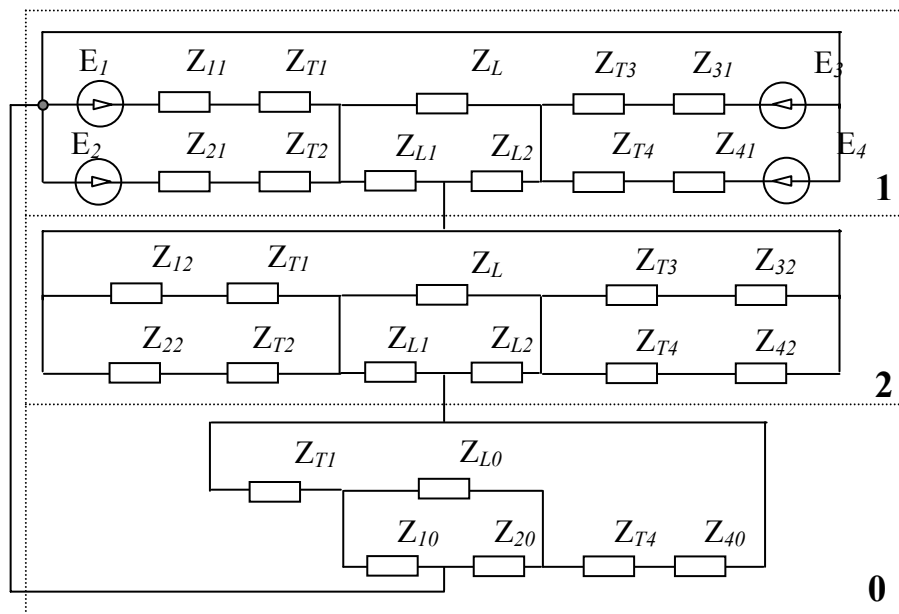 E1 Z11 ZT1 ZL ZT3 Z31 E3
E2 Z21 ZT2 ZL1 ZL2 ZT4 Z41 E4
1
Z12 ZT1 ZL ZT3 Z32
Z22 ZT2 ZL1 ZL2 ZT4 Z42
2
ZT1 ZL0
Z10 Z20 ZT4 Z40
0